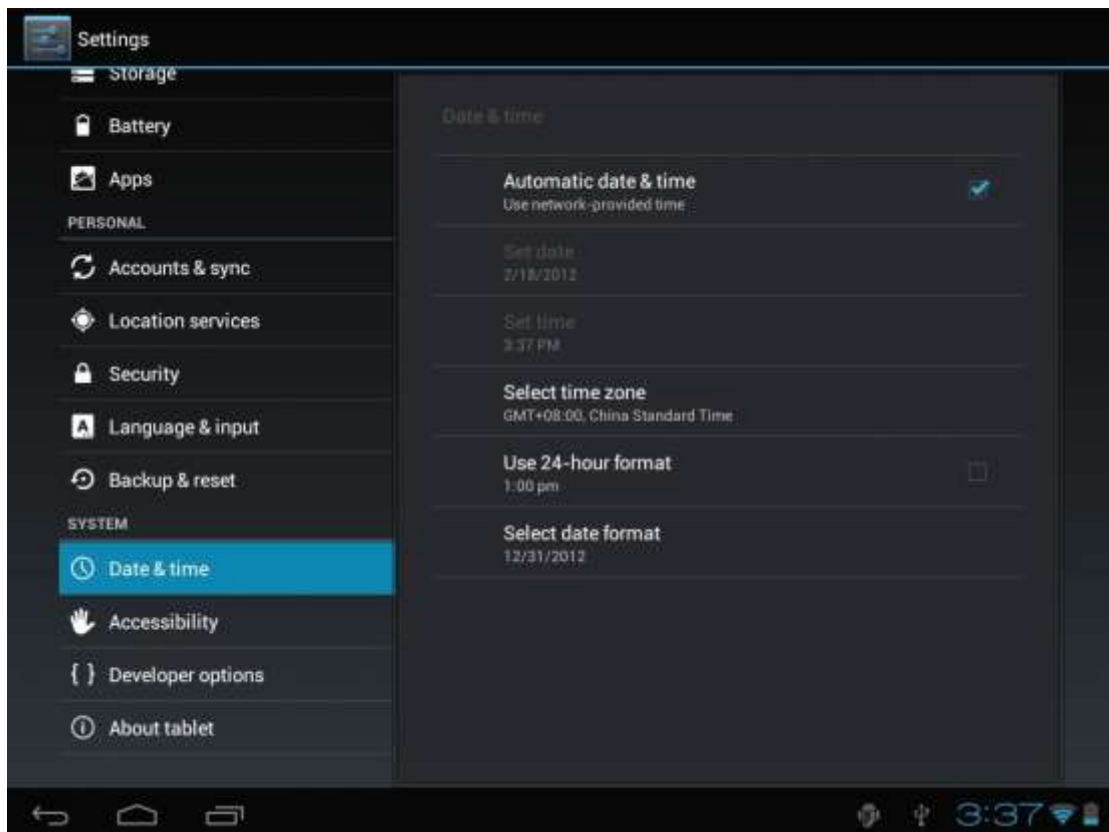 Settings
Storage
Battery
Apps
PERSONAL
Accounts & sync
Location services
Security
Language & input
Backup & reset
SYSTEM
Date & time
Accessibility
Developer options
About tablet
Date & time
Automatic date & time
Use network-provided time
Set date
2/18/2012
Set time
3:37 PM
Select time zone
GMT+08:00, China Standard Time
Use 24-hour format
1:00 pm
Select date format
12/31/2012
3:37